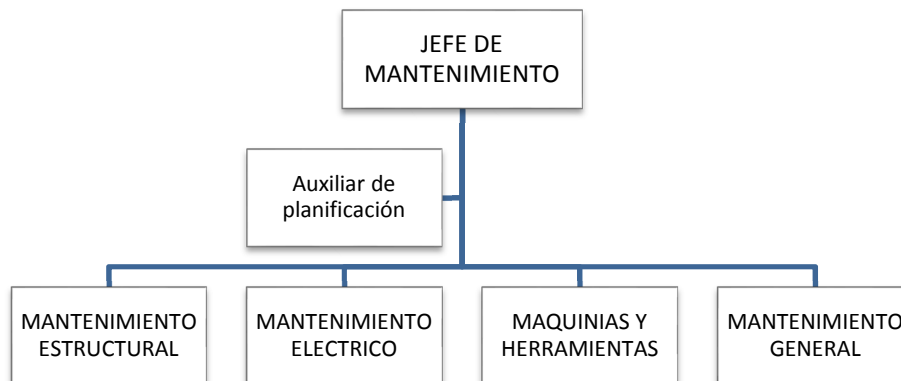 JEFE DE
MANTENIMIENTO
Auxiliar de
planificación
MANTENIMIENTO
ESTRUCTURAL
MANTENIMIENTO
ELECTRICO
MAQUINIAS Y
HERRAMIENTAS
MANTENIMIENTO
GENERAL